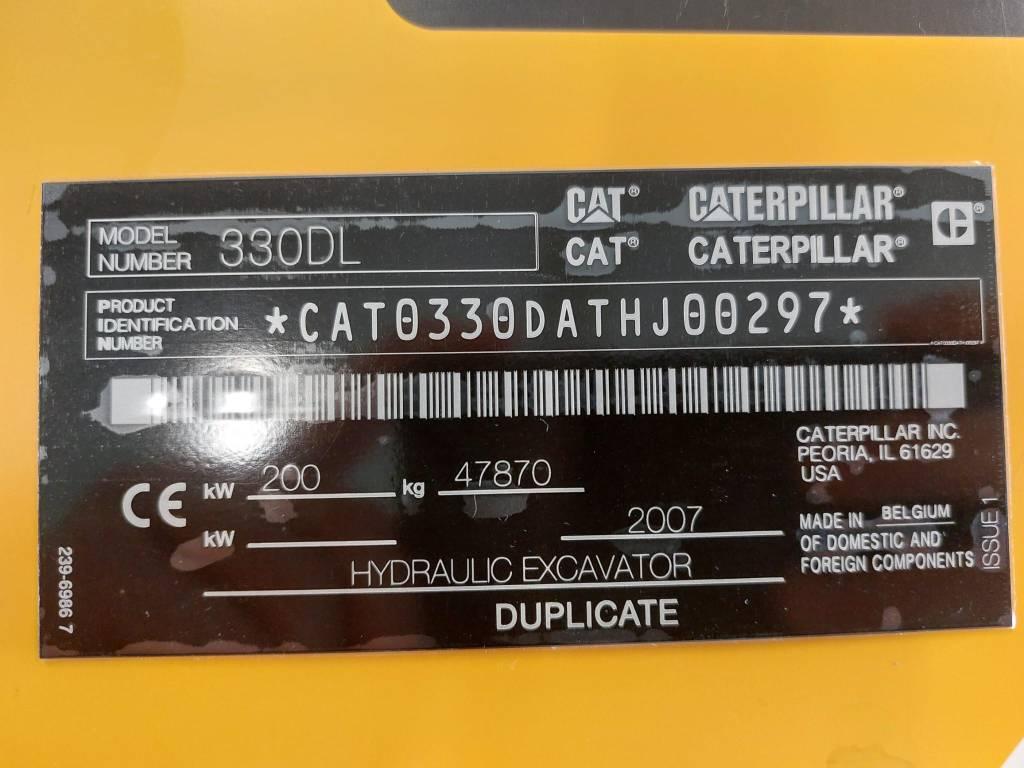 CAT® CATERPILLAR®
CAT® CATERPILLAR®
MODEL NUMBER 330DL
PRODUCT IDENTIFICATION NUMBER *CAT0330DATHJ00297*
*CAT0330DATHJ00297*
CATERPILLAR INC.
PEORIA, IL 61629
USA
CE kW 200 kg 47870
kW 2007
MADE IN BELGIUM
OF DOMESTIC AND
FOREIGN COMPONENTS
HYDRAULIC EXCAVATOR
DUPLICATE
239-6986 7
ISSUE 1